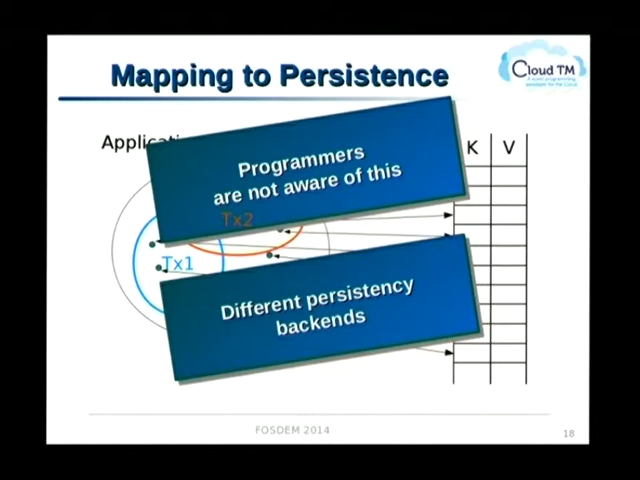 Mapping to Persistence
Cloud TM
Programmers
are not aware of this
K V
Tx2
Tx1
Different persistency
backends
FOSDEM 2014
18